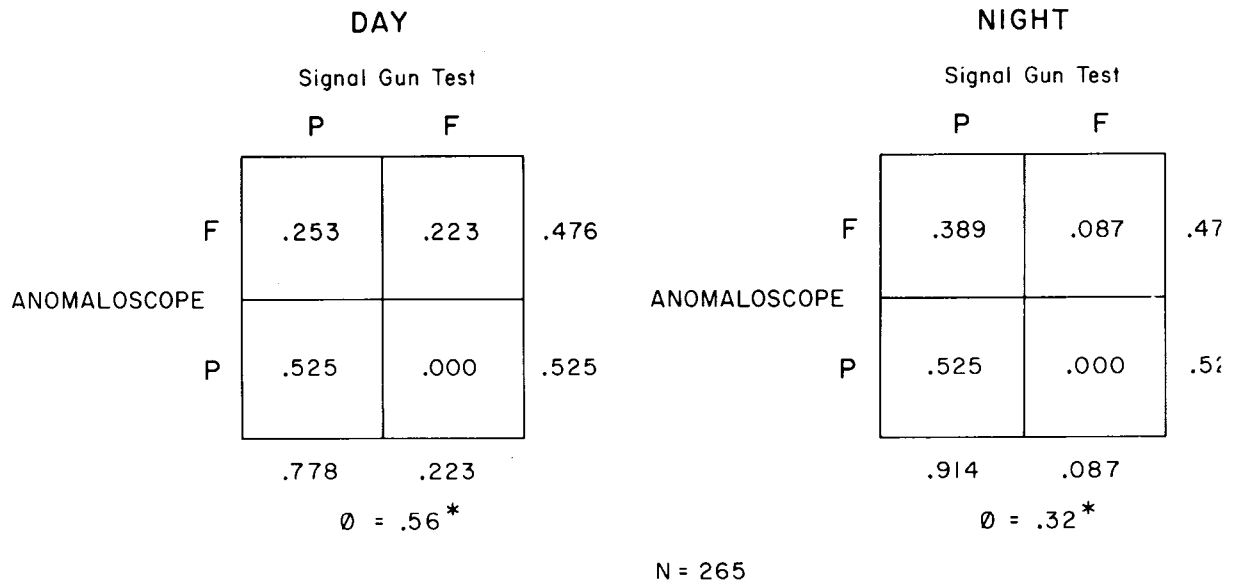 DAY
Signal Gun Test
P F
F .253 .223 .476
ANOMALOSCOPE
P .525 .000 .525
.778 .223
Ø = .56*
NIGHT
Signal Gun Test
P F
F .389 .087 .47
ANOMALOSCOPE
P .525 .000
.914 .087
Ø = .32*
N = 265